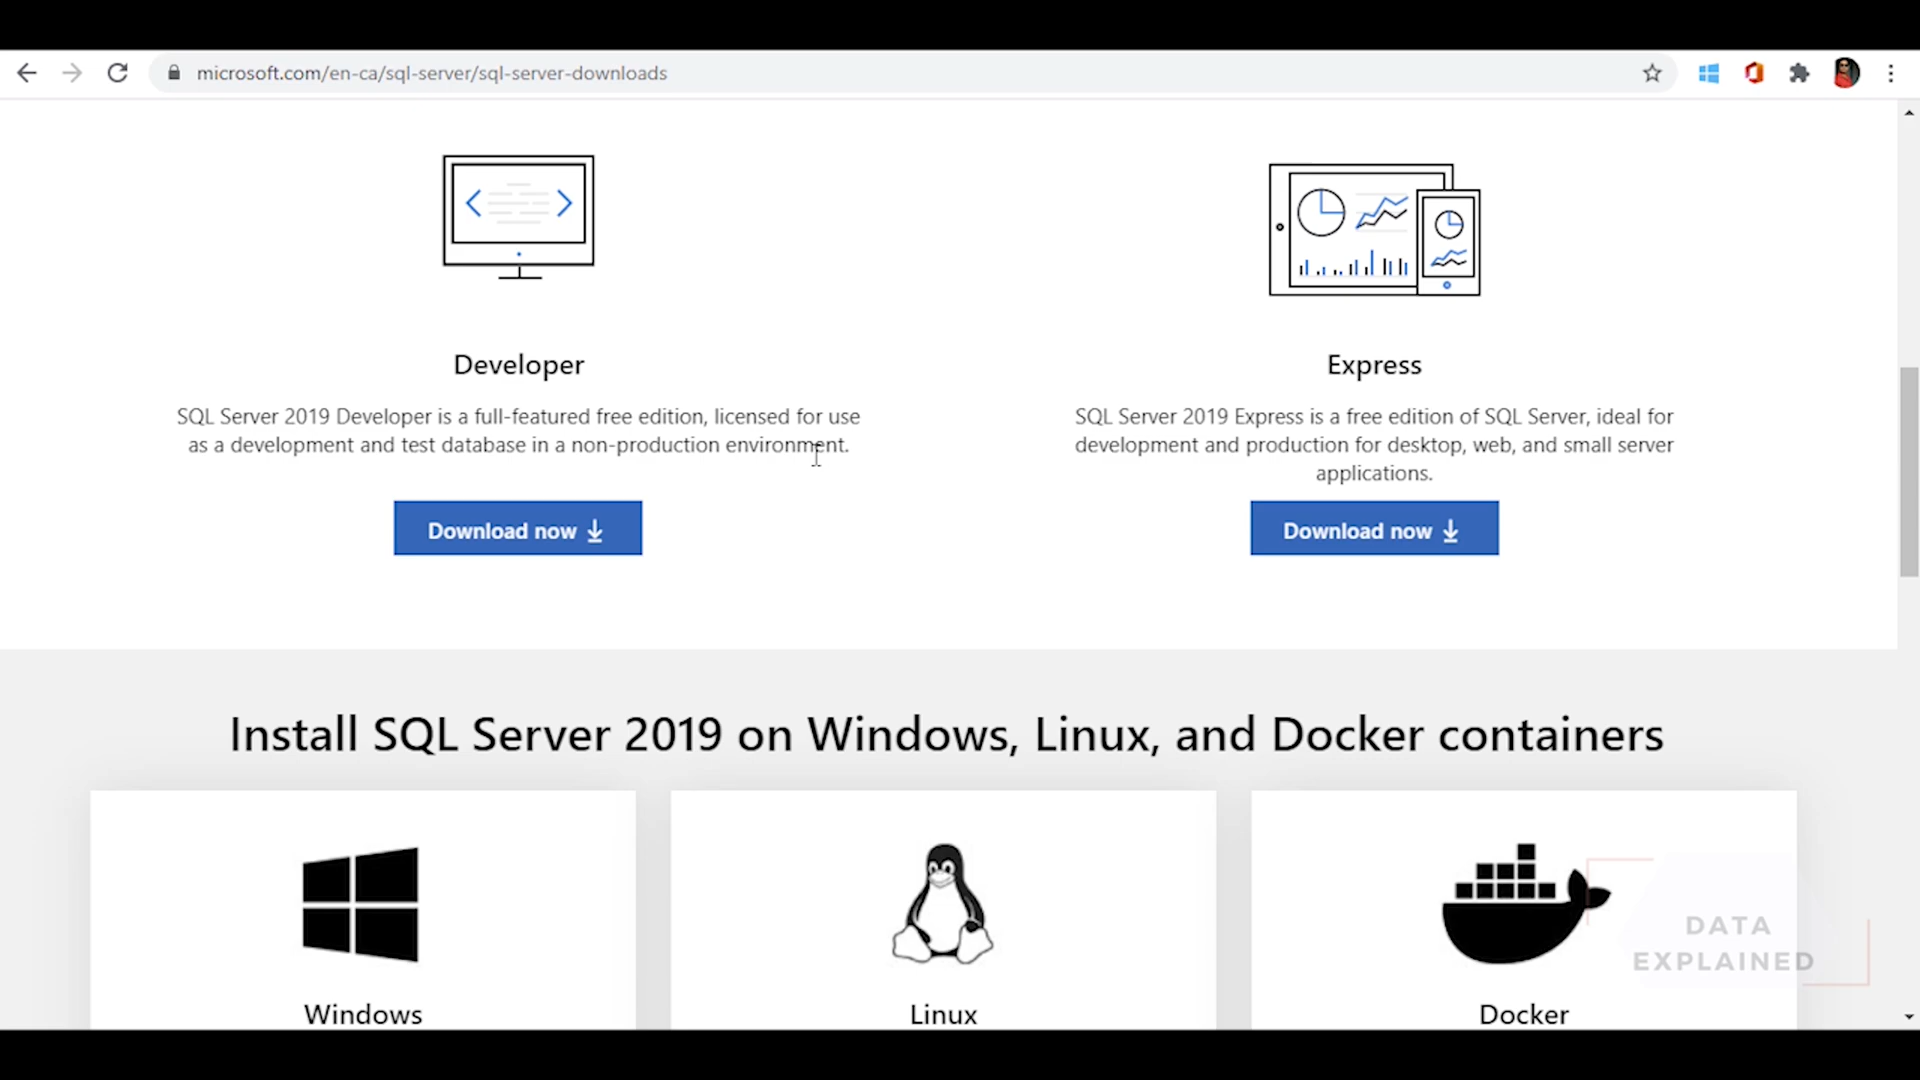 microsoft.com/en-ca/sql-server/sql-server-downloads
Developer
SQL Server 2019 Developer is a full-featured free edition, licensed for use
as a development and test database in a non-production environment.
Download now
Express
SQL Server 2019 Express is a free edition of SQL Server, ideal for
development and production for desktop, web, and small server
applications.
Download now
Install SQL Server 2019 on Windows, Linux, and Docker containers
Windows
Linux
Docker
DATA
EXPLAINED